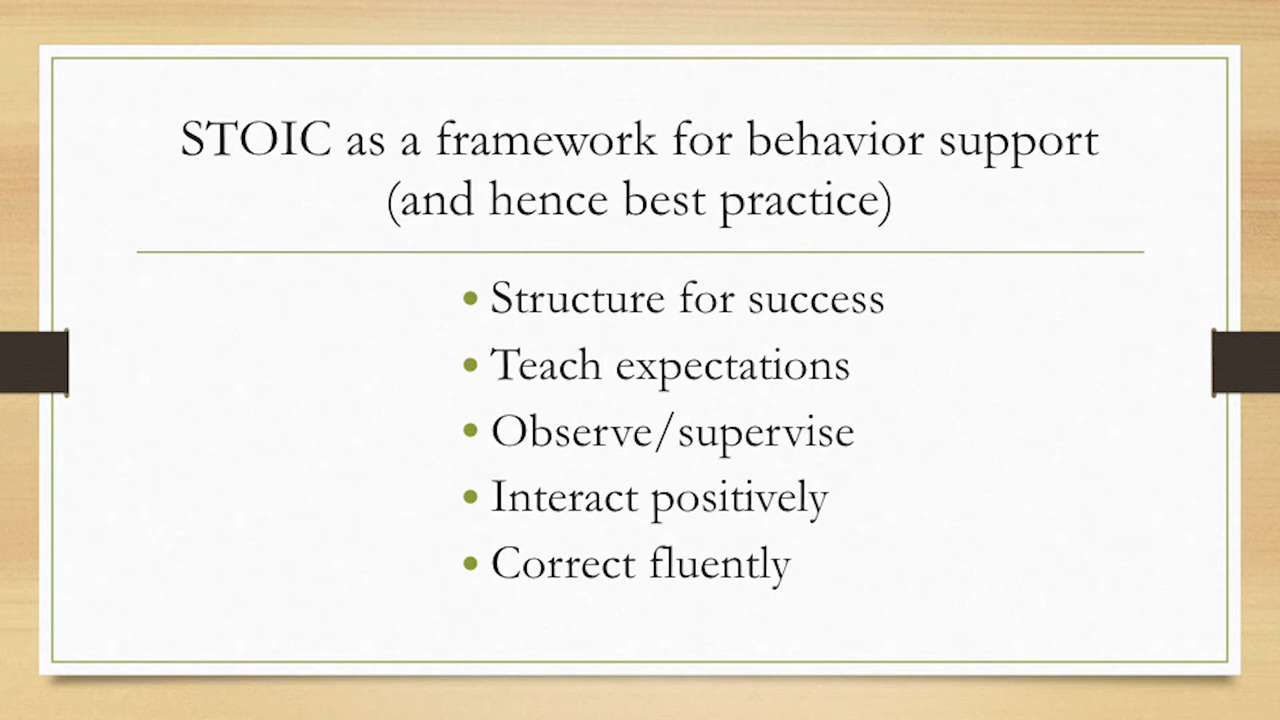 STOIC as a framework for behavior support
(and hence best practice)
• Structure for success
• Teach expectations
• Observe/supervise
• Interact positively
• Correct fluently